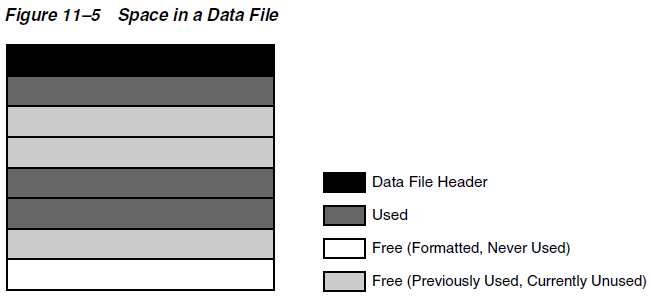 Figure 11–5 Space in a Data File
Data File Header
Used
Free (Formatted, Never Used)
Free (Previously Used, Currently Unused)